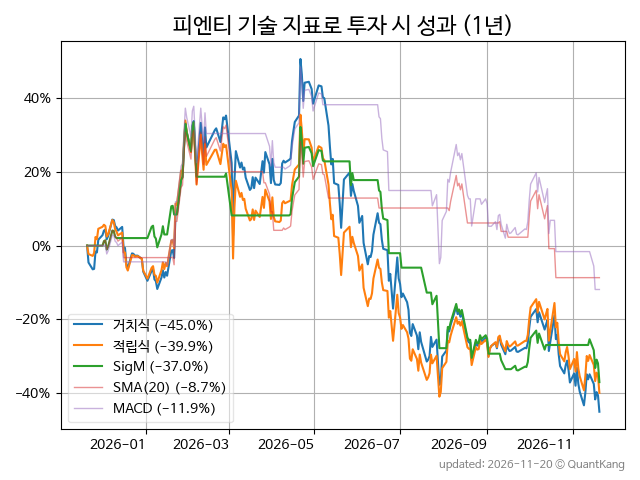 피엔티 기술 지표로 투자 시 성과 (1년)
40%
20%
0%
−20%
−40%
거치식 (−45.0%)
적립식 (−39.9%)
SigM (−37.0%)
SMA(20) (−8.7%)
MACD (−11.9%)
2026−01 2026−03 2026−05 2026−07 2026−09 2026−11
updated: 2026−11−20 © QuantKang